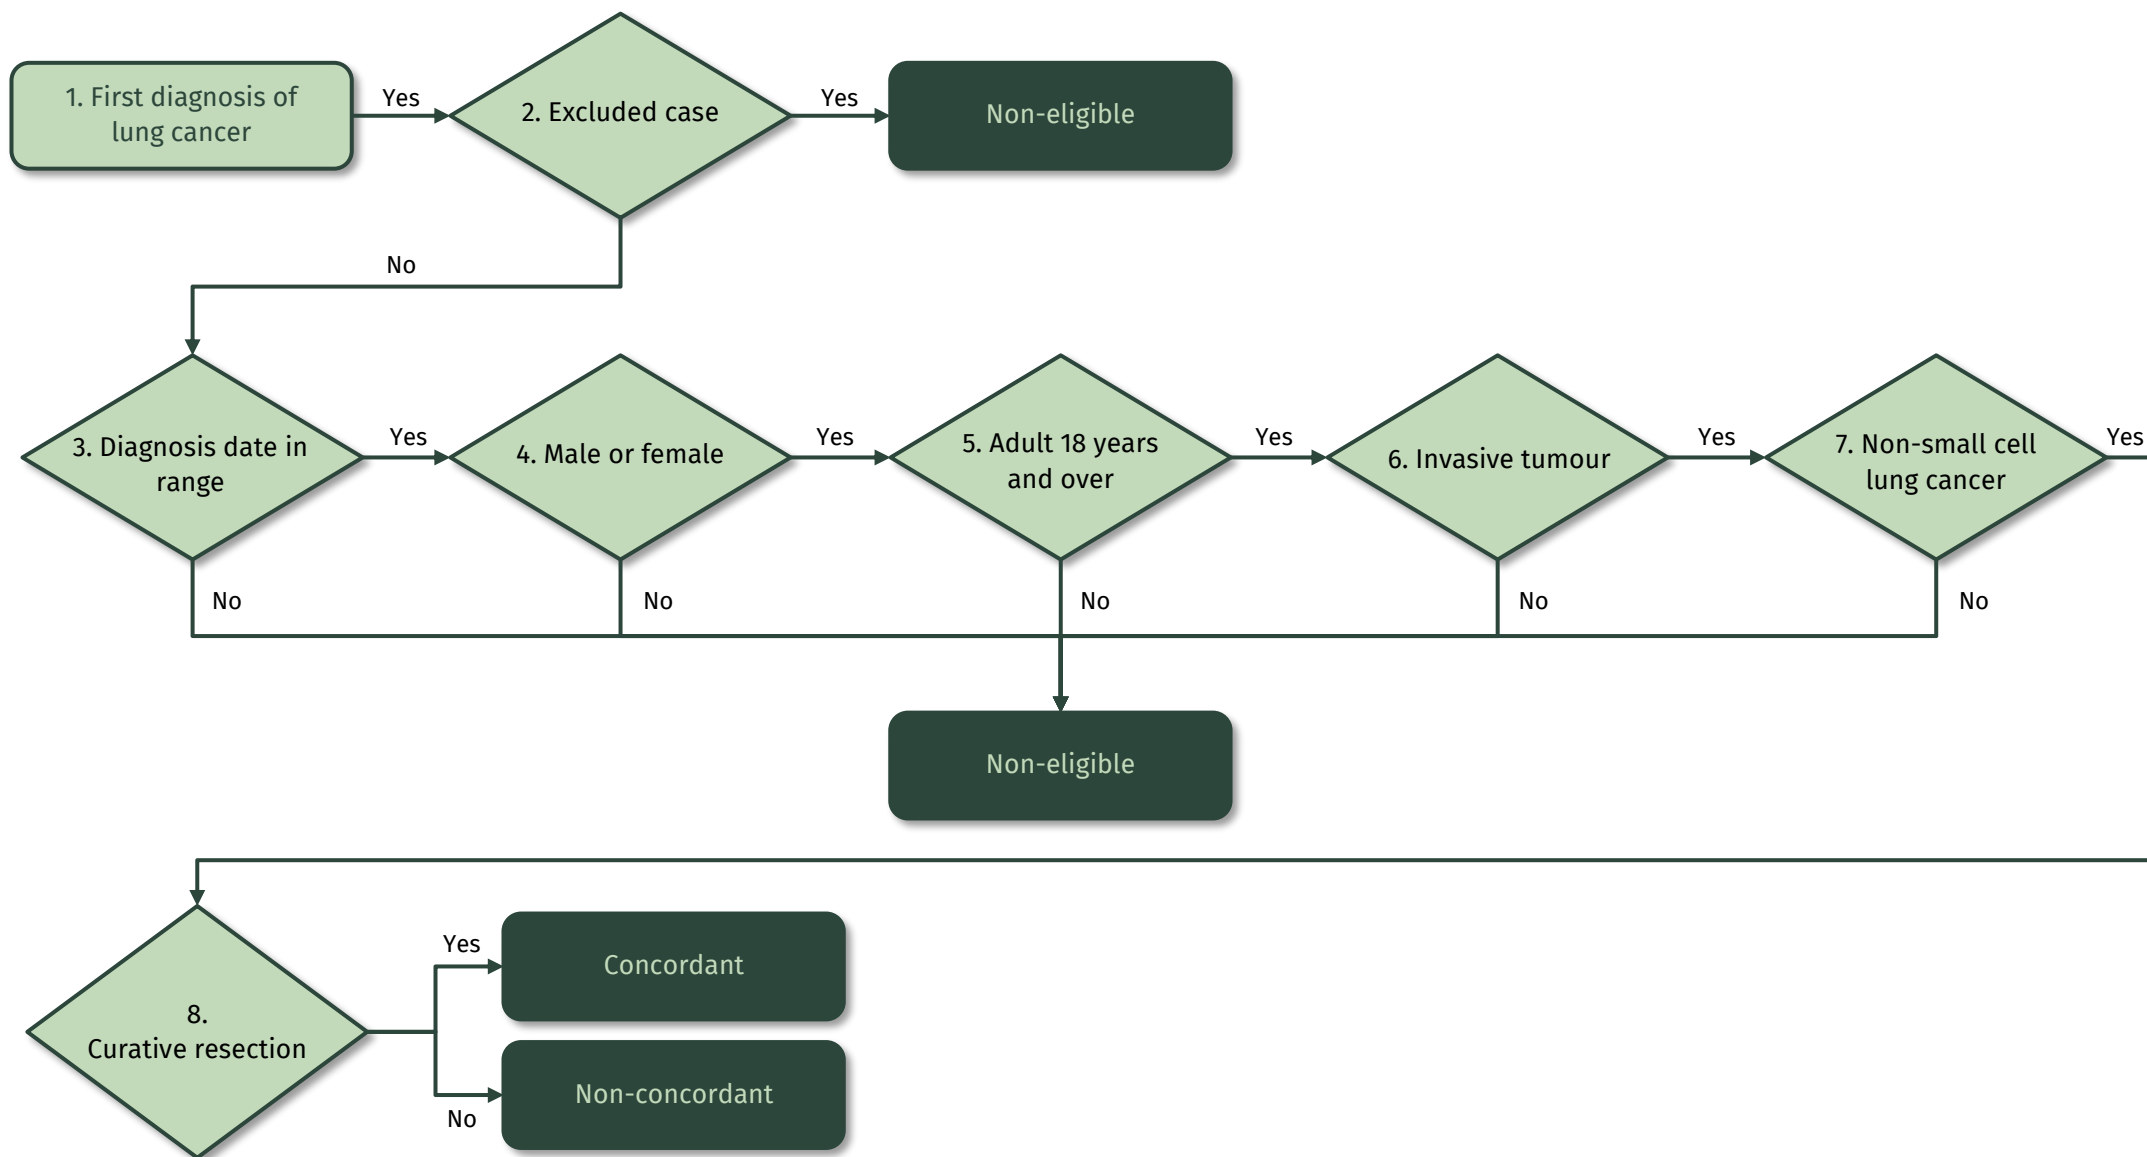 1. First diagnosis of
lung cancer
Yes
2. Excluded case
Yes
Non-eligible
No
3. Diagnosis date in
range
Yes
4. Male or female
Yes
5. Adult 18 years
and over
Yes
6. Invasive tumour
Yes
7. Non-small cell
lung cancer
Yes
No
No
No
No
No
Non-eligible
8.
Curative resection
Yes
Concordant
No
Non-concordant